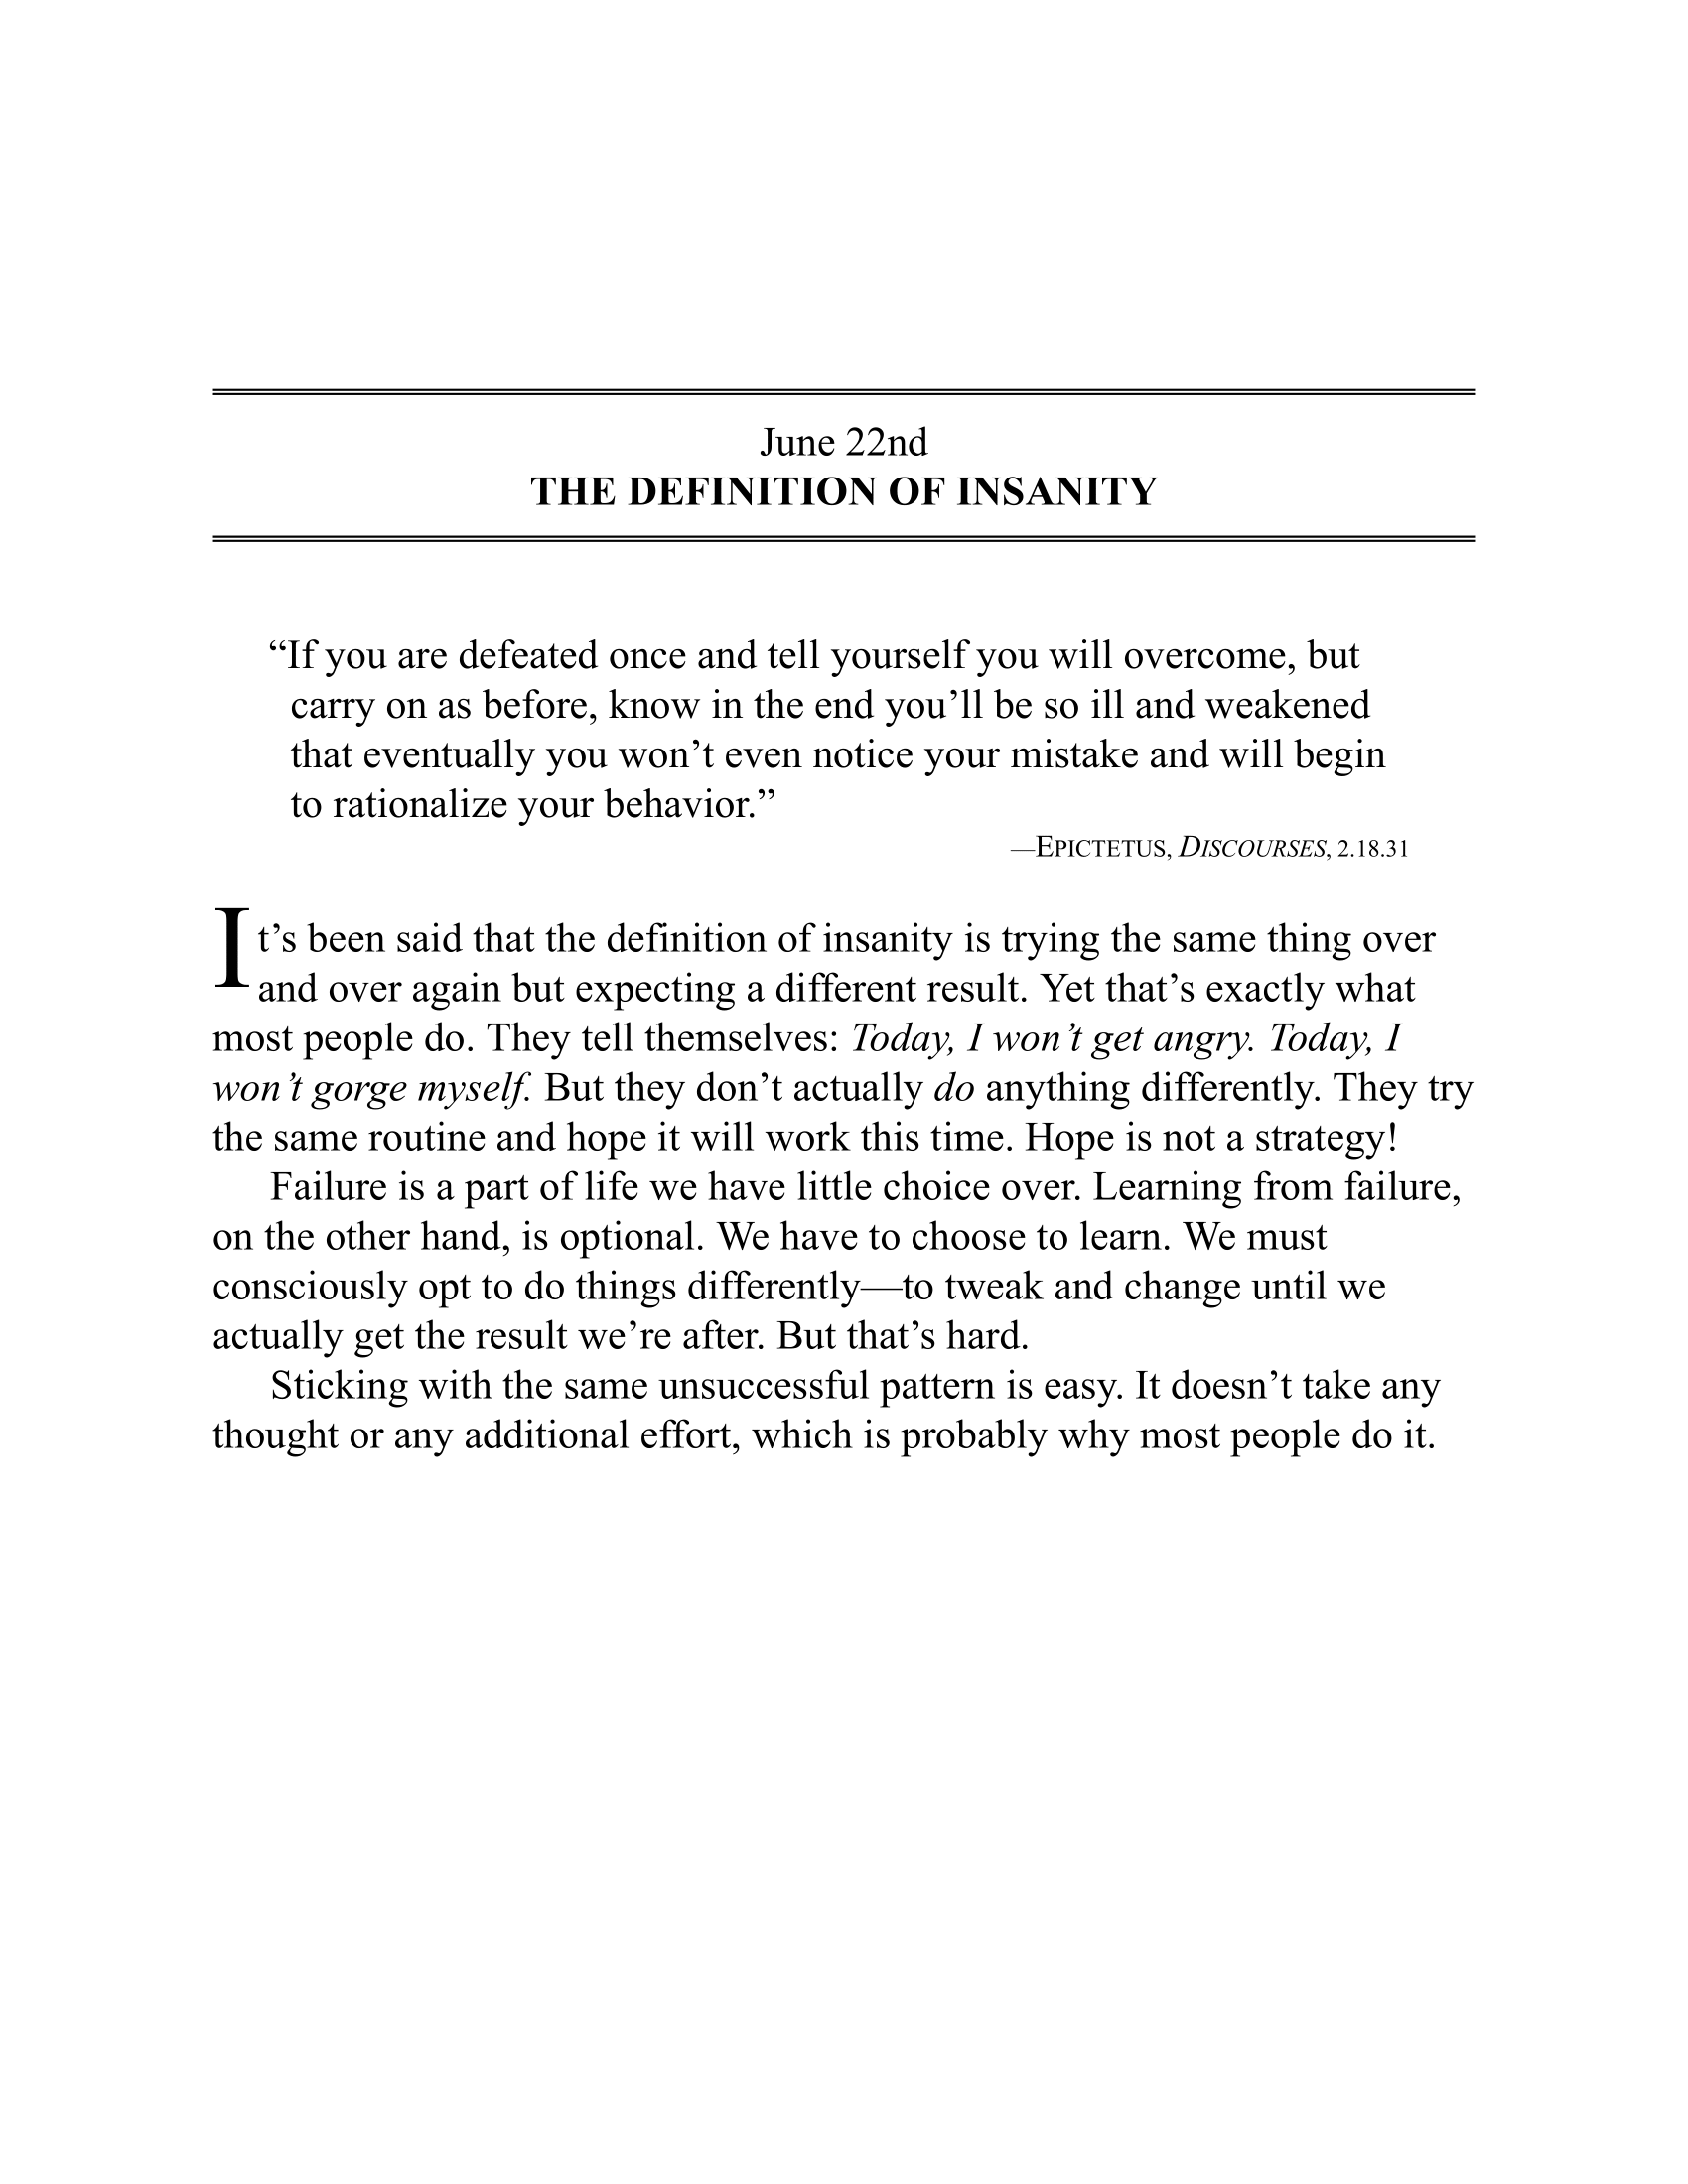 June 22nd
THE DEFINITION OF INSANITY
“If you are defeated once and tell yourself you will overcome, but
carry on as before, know in the end you’ll be so ill and weakened
that eventually you won’t even notice your mistake and will begin
to rationalize your behavior.”
—EPICTETUS, DISCOURSES, 2.18.31
It’s been said that the definition of insanity is trying the same thing over
and over again but expecting a different result. Yet that’s exactly what
most people do. They tell themselves: Today, I won’t get angry. Today, I
won’t gorge myself. But they don’t actually do anything differently. They try
the same routine and hope it will work this time. Hope is not a strategy!
Failure is a part of life we have little choice over. Learning from failure,
on the other hand, is optional. We have to choose to learn. We must
consciously opt to do things differently—to tweak and change until we
actually get the result we’re after. But that’s hard.
Sticking with the same unsuccessful pattern is easy. It doesn’t take any
thought or any additional effort, which is probably why most people do it.